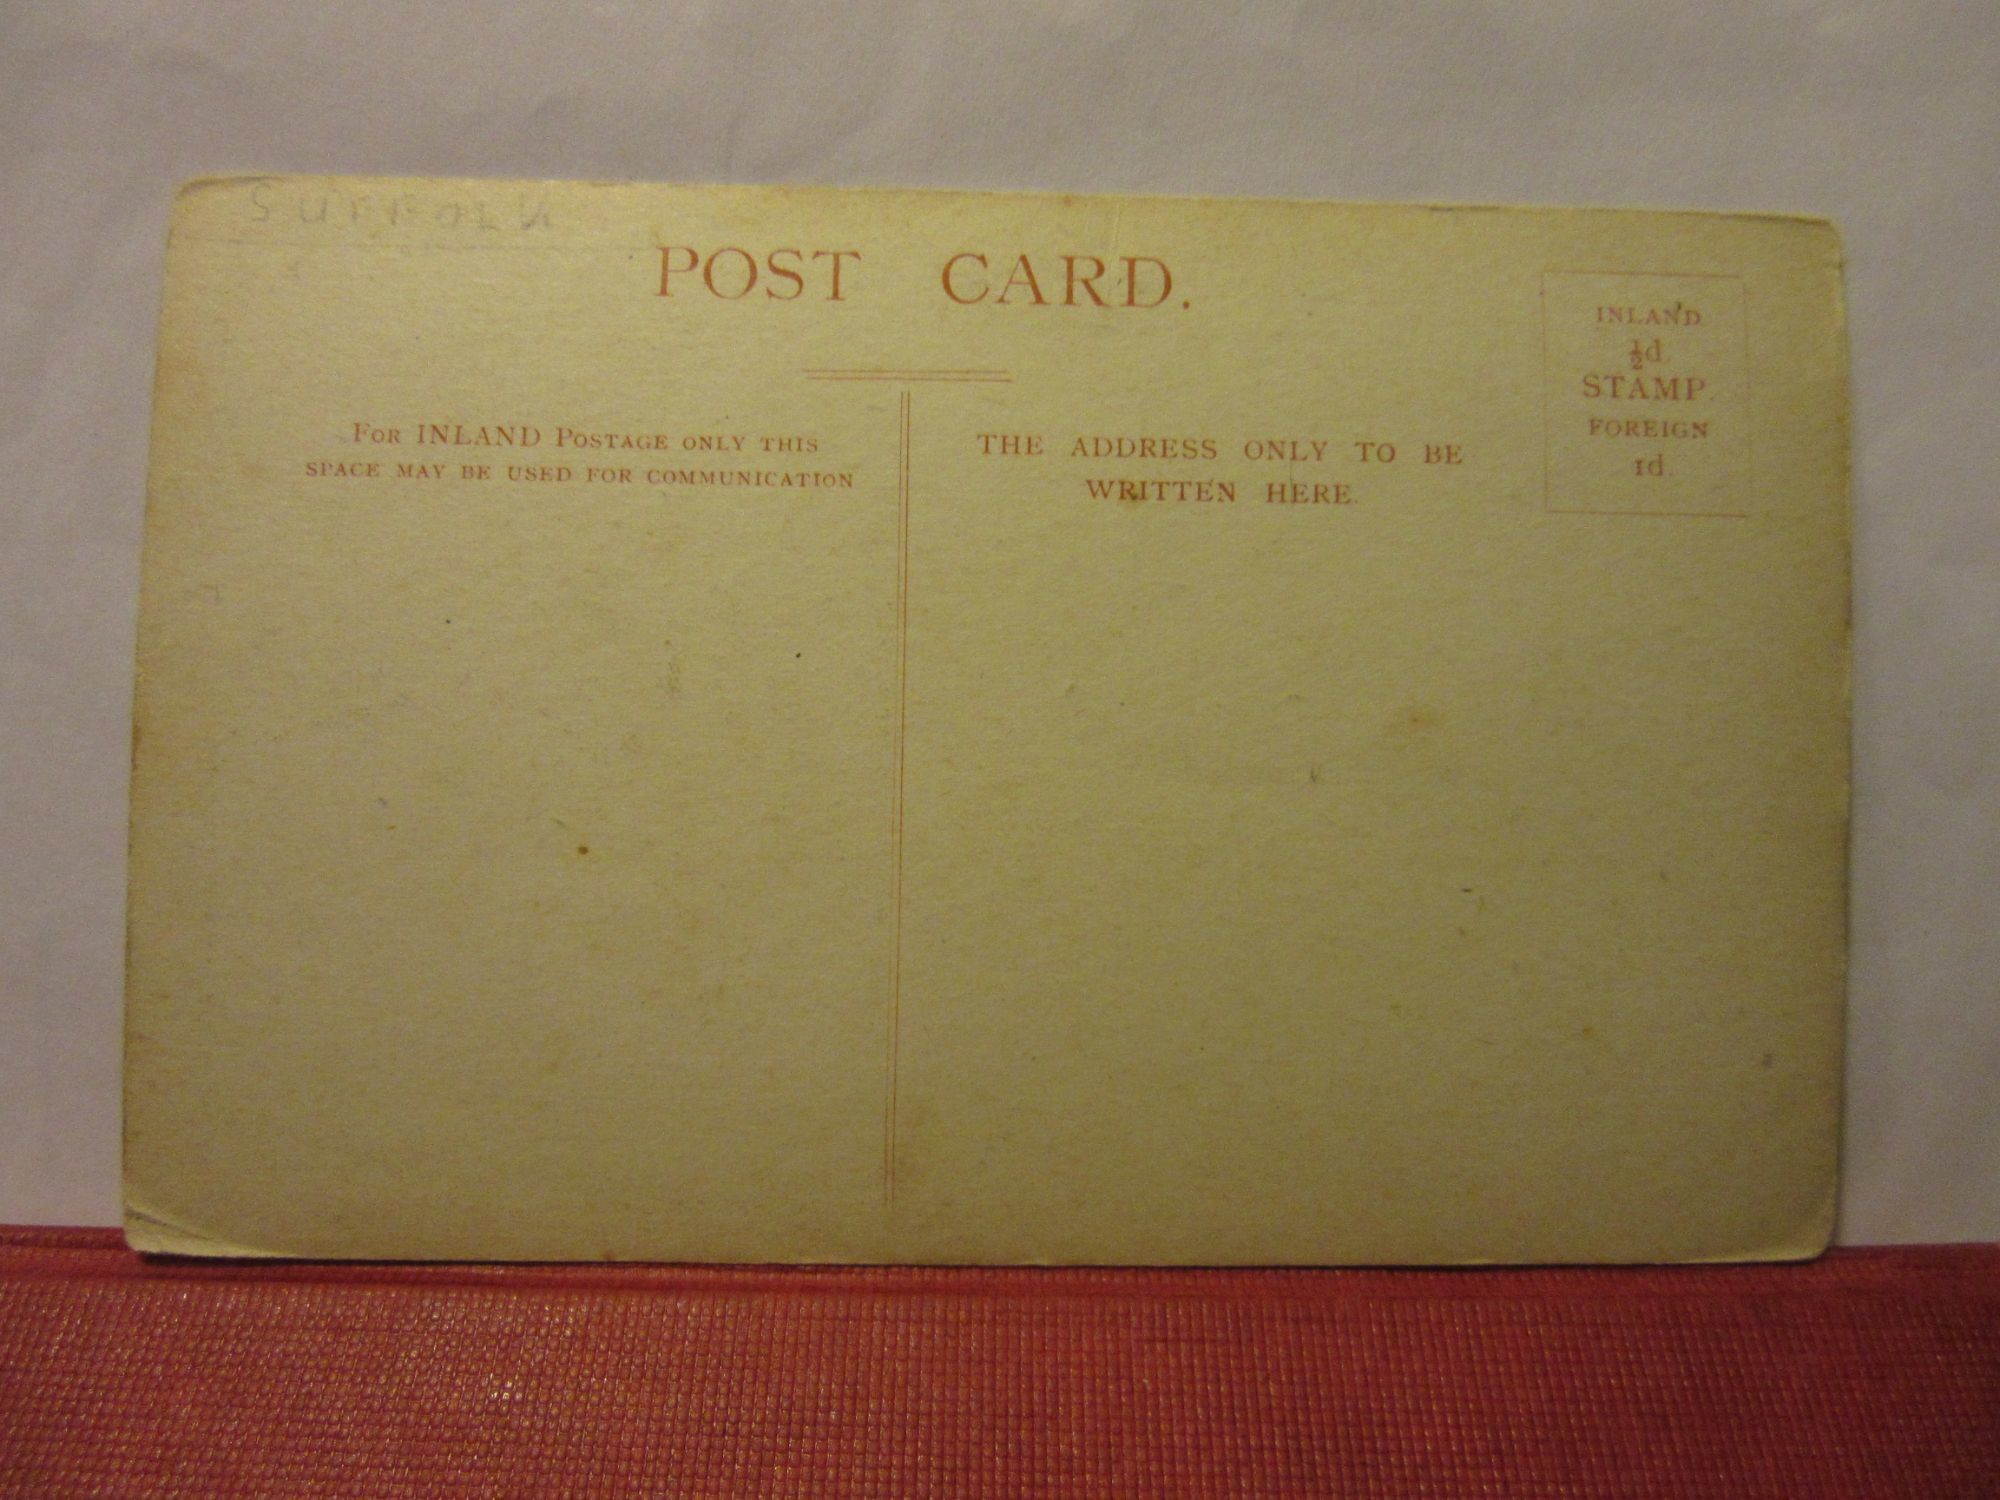 SUFFOLK
POST CARD.
INLAND
½d.
STAMP.
FOREIGN
1d.
FOR INLAND POSTAGE ONLY THIS
SPACE MAY BE USED FOR COMMUNICATION
THE ADDRESS ONLY TO BE
WRITTEN HERE.